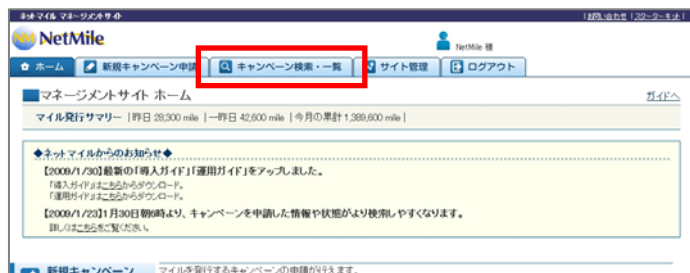 ネットマイル マネージメントサイト
|お問い合わせ|スターターキット|
NetMile
NetMile 様
ホーム
新規キャンペーン申請
キャンペーン検索・一覧
サイト管理
ログアウト
マネージメントサイト ホーム
ガイドへ
マイル発行サマリー |昨日 28,300 mile |一昨日 42,600 mile |今月の累計 1,389,600 mile|
◆ネットマイルからのお知らせ◆
【2009/1/30】最新の「導入ガイド」「運用ガイド」をアップしました。
「導入ガイド」はこちらからダウンロード。
「運用ガイド」はこちらからダウンロード。
【2009/1/23】1月30日朝6時より、キャンペーンを申請した情報や状態がより検索しやすくなります。
詳しくはこちらをご覧ください。
新規キャンペーン
マイルを発行するキャンペーンの申請が行えます。